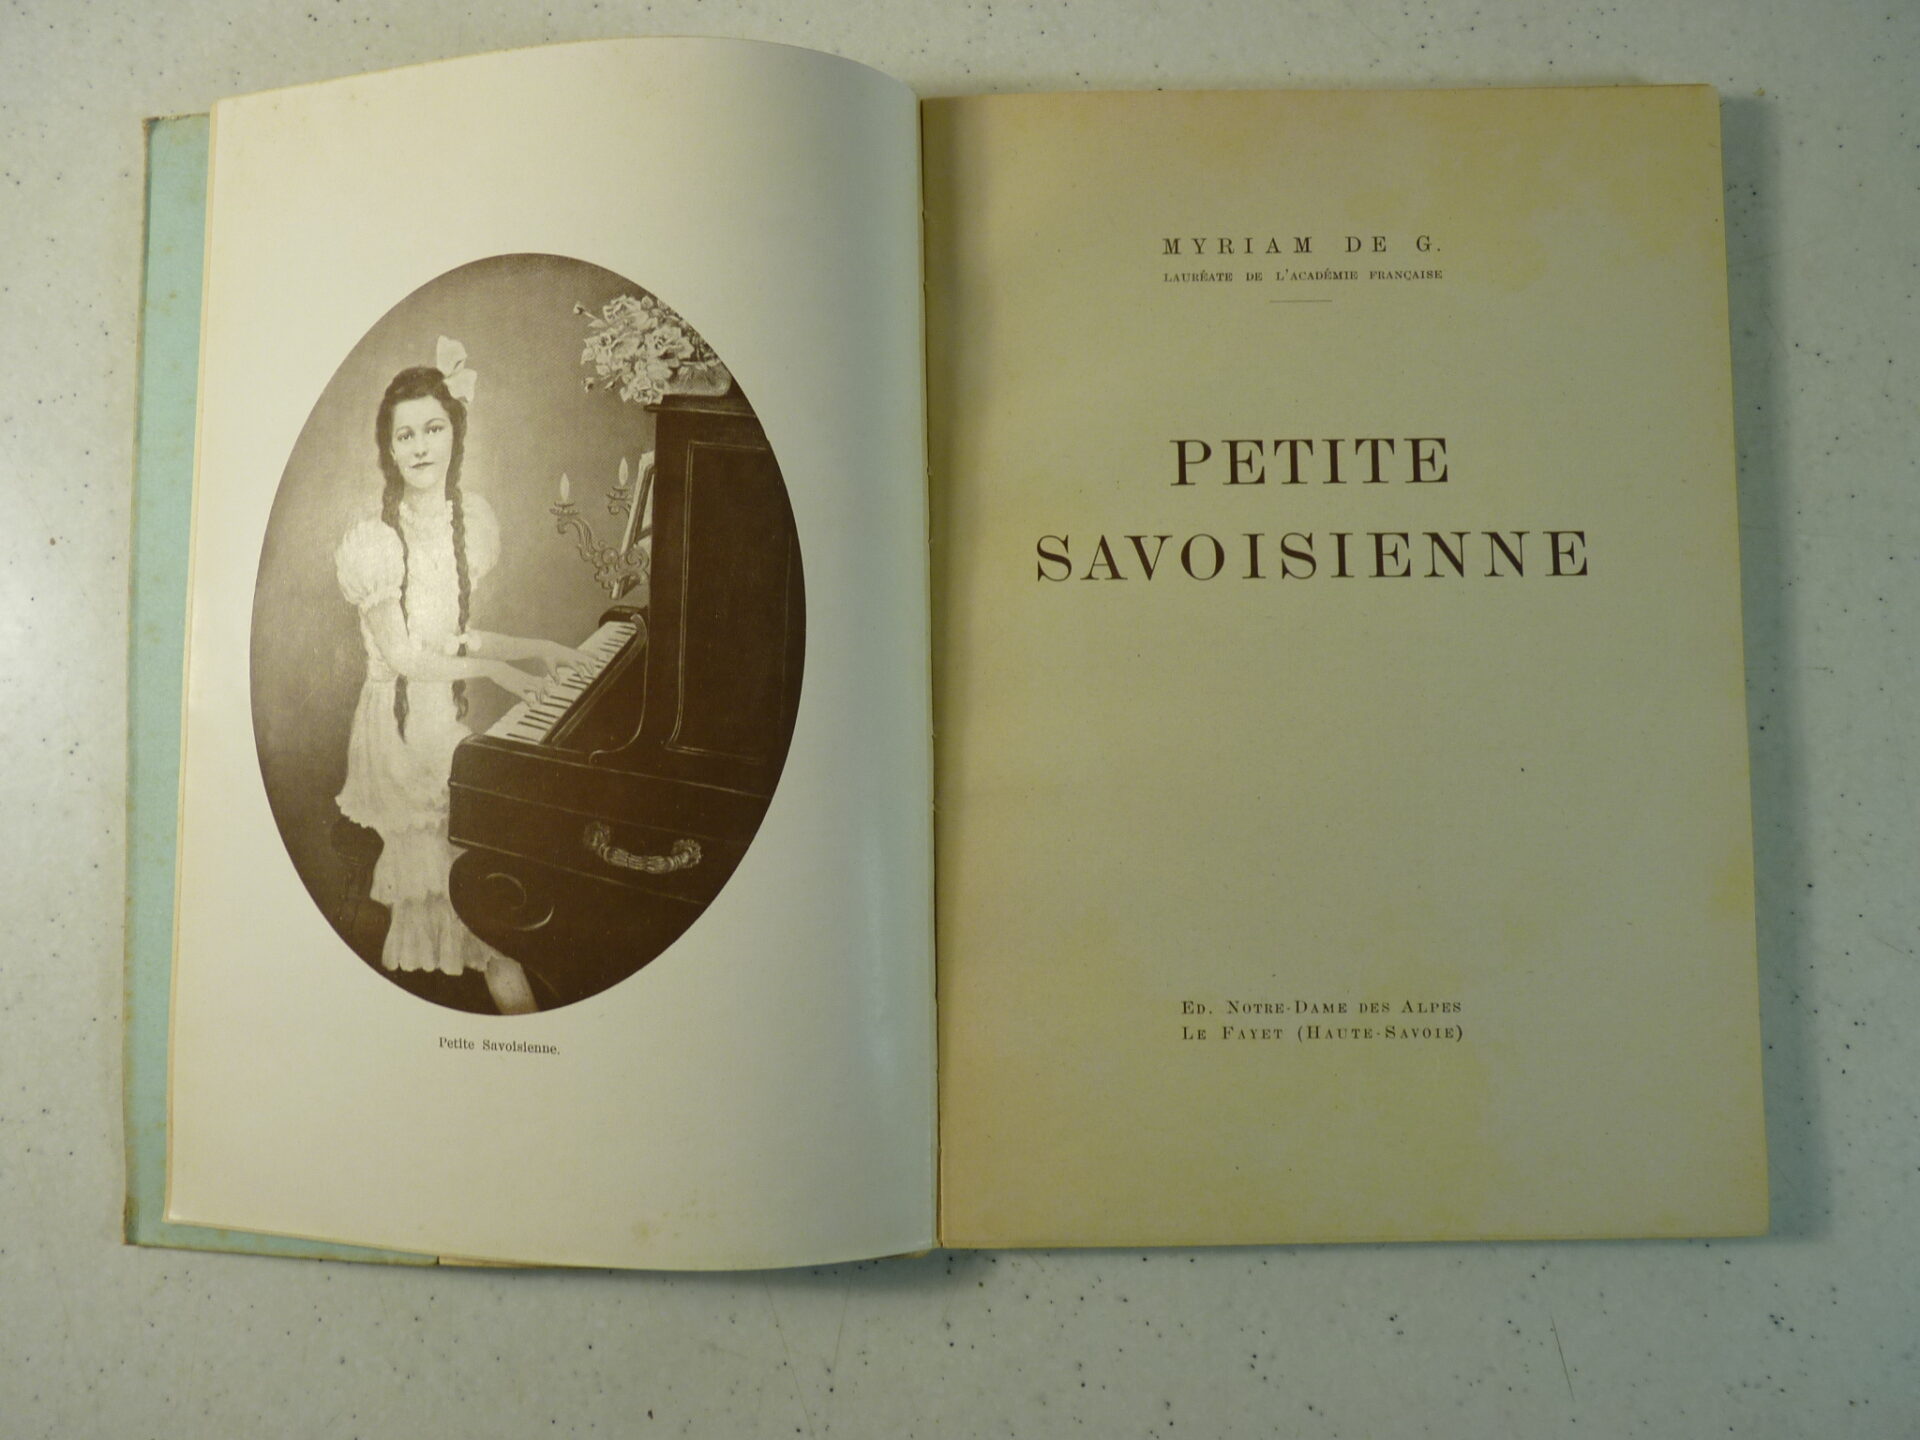 Petite Savoisienne.
MYRIAM DE G.
LAURÉATE DE L'ACADÉMIE FRANÇAISE
PETITE
SAVOISIENNE
ED. NOTRE-DAME DES ALPES
LE FAYET (HAUTE-SAVOIE)